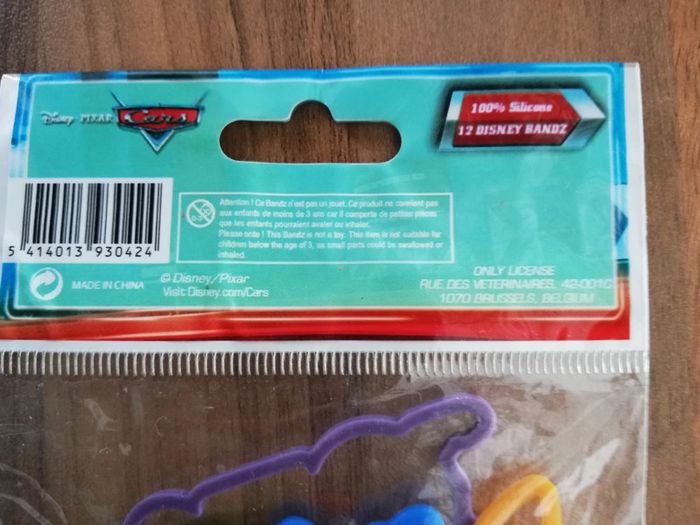 Disney · PIXAR
Cars
100% Silicone
12 DISNEY BANDZ
Attention ! Ce Bandz n'est pas un jouet. Ce produit ne convient pas
aux enfants de moins de 3 ans car il comporte de petites pièces
que les enfants pourraient avaler ou inhaler.
Please note ! This Bandz is not a toy. This item is not suitable for
children below the age of 3, as small parts could be swallowed or
inhaled.
0-3
5 414013 930424
MADE IN CHINA
© Disney/Pixar
Visit Disney.com/Cars
ONLY LICENSE
RUE DES VETERINAIRES, 42-001C
1070 BRUSSELS, BELGIUM